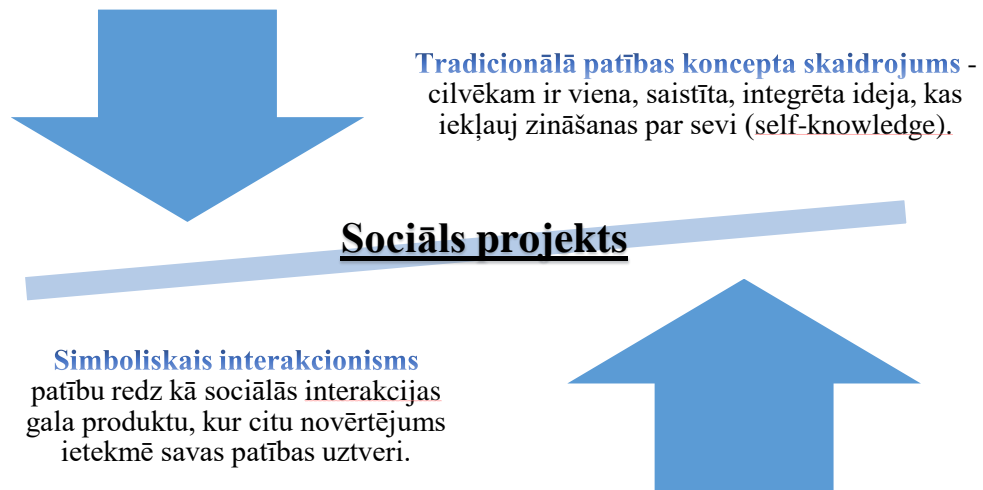 Tradicionālā patības koncepta skaidrojums -
cilvēkam ir viena, saistīta, integrēta ideja, kas
iekļauj zināšanas par sevi (self-knowledge).
Sociāls projekts
Simboliskais interakcionisms
patību redz kā sociālās interakcijas
gala produktu, kur citu novērtējums
ietekmē savas patības uztveri.